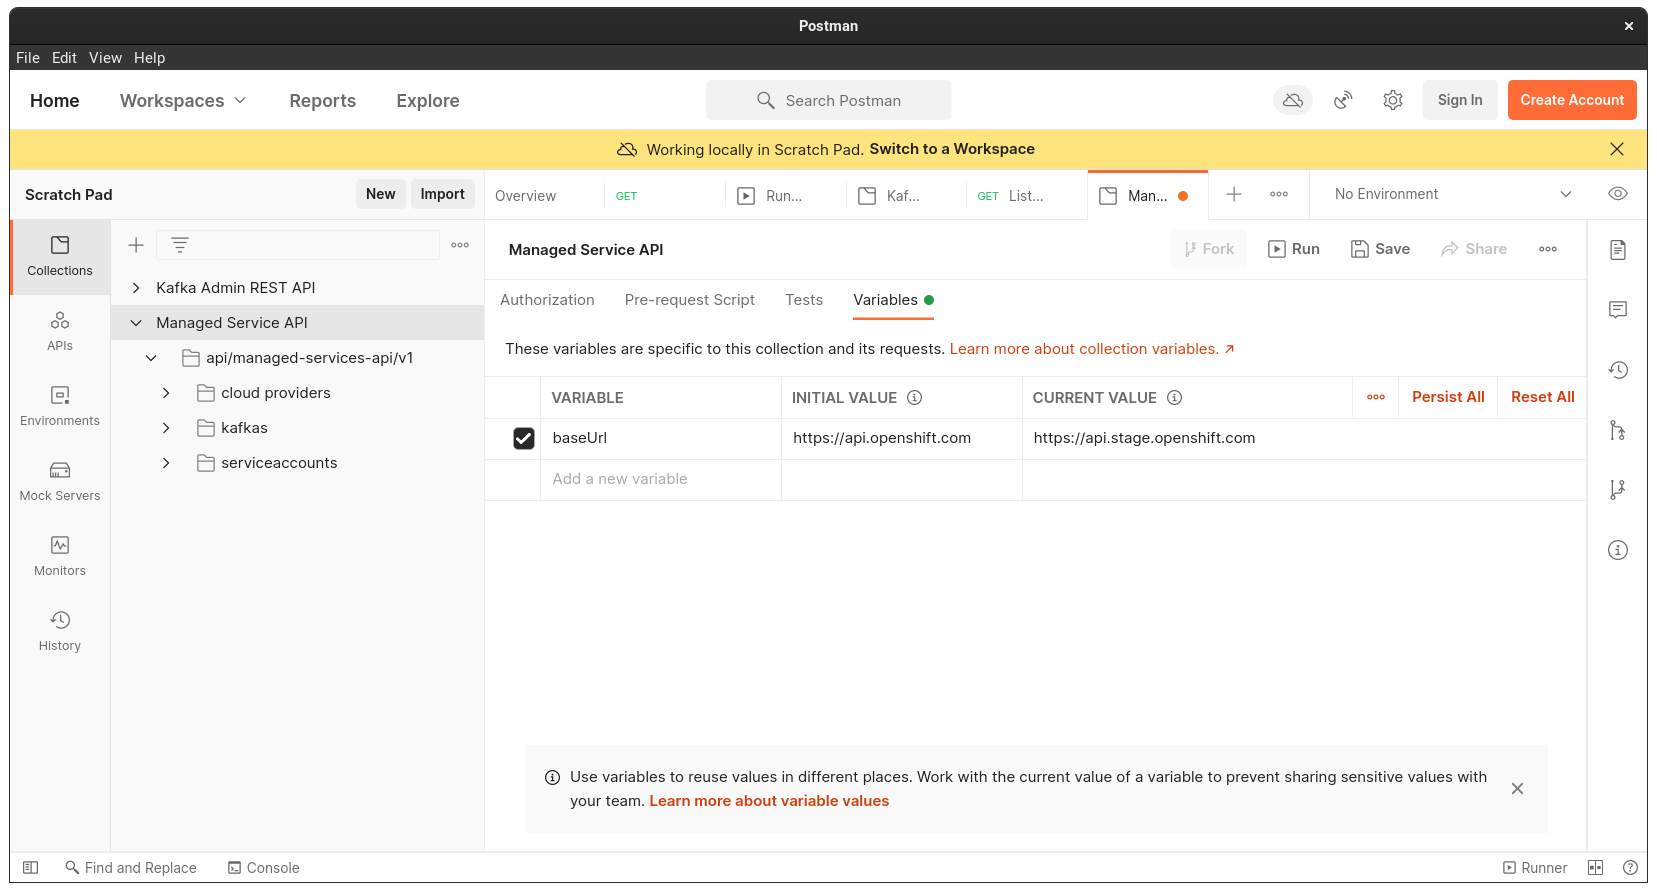 Postman
File Edit View Help
Home Workspaces Reports Explore Search Postman Sign In Create Account
Working locally in Scratch Pad. Switch to a Workspace
Scratch Pad New Import
Overview GET Run... Kaf... GET List... Man... No Environment
Collections
APIs
Environments
Mock Servers
Monitors
History
Kafka Admin REST API
Managed Service API
api/managed-services-api/v1
cloud providers
kafkas
serviceaccounts
Managed Service API Fork Run Save Share
Authorization Pre-request Script Tests Variables
These variables are specific to this collection and its requests. Learn more about collection variables. ↗
VARIABLE INITIAL VALUE CURRENT VALUE Persist All Reset All
baseUrl https://api.openshift.com https://api.stage.openshift.com
Add a new variable
Use variables to reuse values in different places. Work with the current value of a variable to prevent sharing sensitive values with
your team. Learn more about variable values
Find and Replace Console Runner